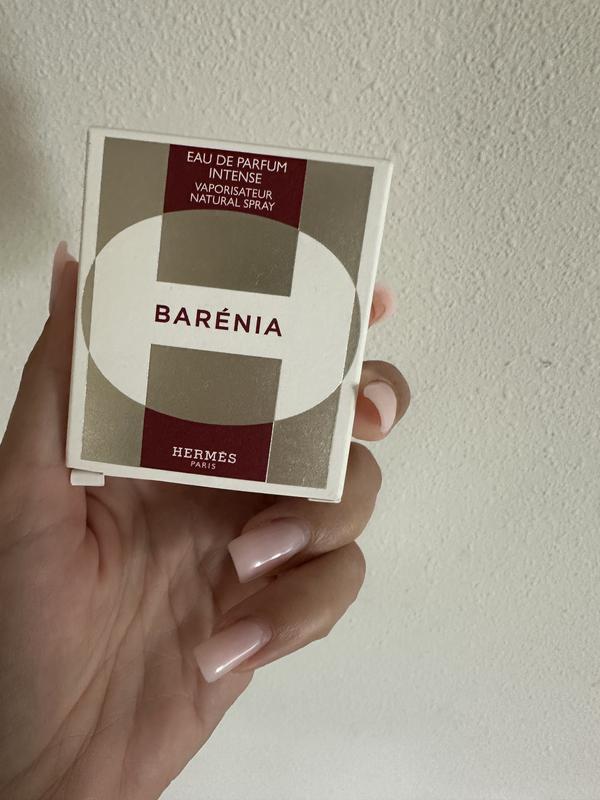 EAU DE PARFUM
INTENSE
VAPORISATEUR
NATURAL SPRAY
BARÉNIA
HERMÈS
PARIS